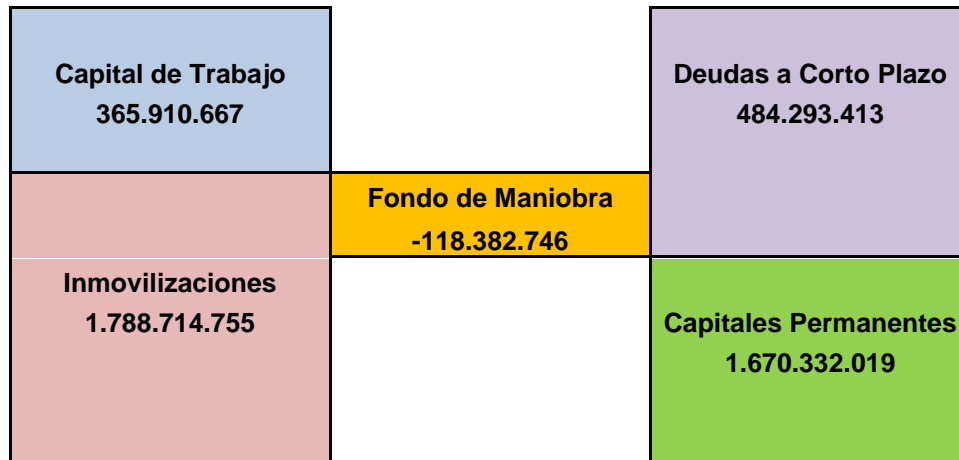 Capital de Trabajo
365.910.667
Deudas a Corto Plazo
484.293.413
Fondo de Maniobra
-118.382.746
Inmovilizaciones
1.788.714.755
Capitales Permanentes
1.670.332.019